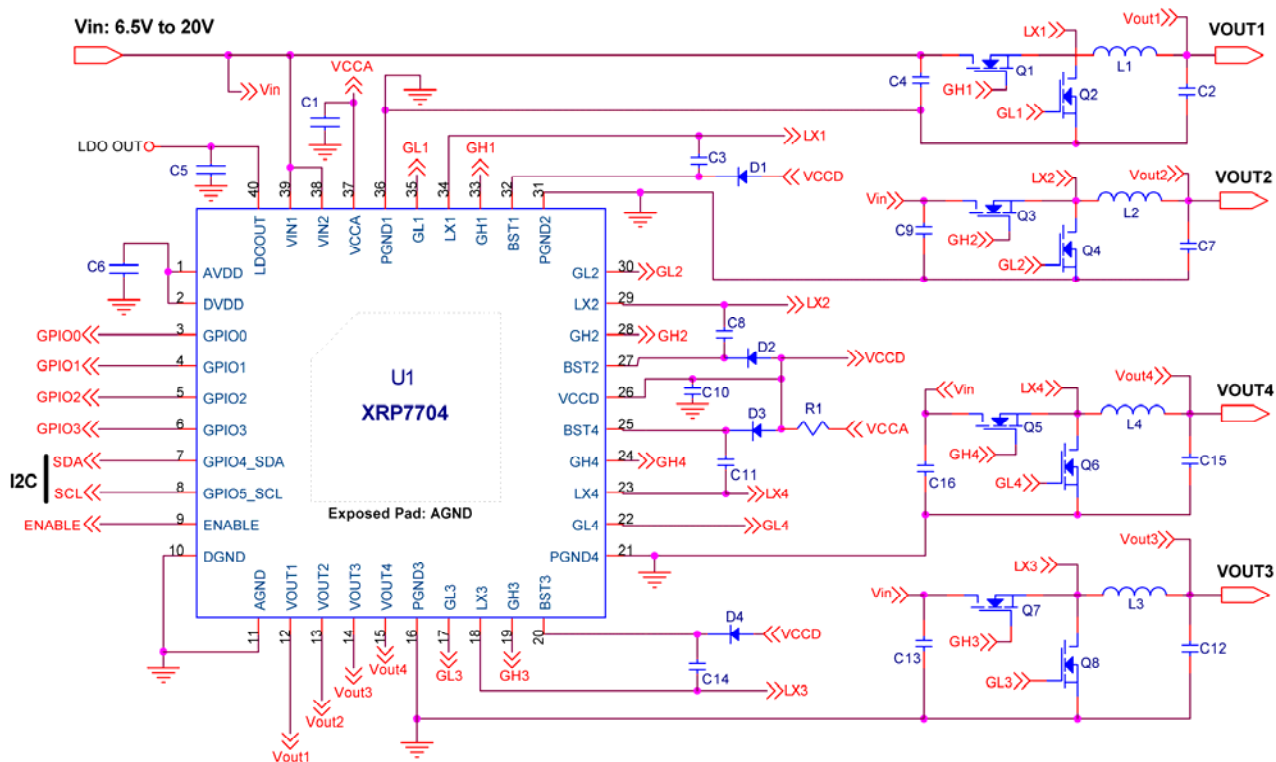 Vin: 6.5V to 20V
Vin
VCCA
C1
LDO OUT
C5
GL1
GH1
LX1
C3
D1
VCCD
C4
Q1
GH1
LX1
GL1
Q2
L1
Vout1
C2
VOUT1
40
39
38
37
36
35
34
33
32
31
LDCOUT
VIN1
VIN2
VCCA
PGND1
GL1
LX1
GH1
BST1
PGND2
Vin
C9
Q3
GH2
LX2
GL2
Q4
L2
Vout2
C7
VOUT2
C6
1 AVDD
2 DVDD
GPIO0 3 GPIO0
GPIO1 4 GPIO1
GPIO2 5 GPIO2
GPIO3 6 GPIO3
I2C
SDA 7 GPIO4_SDA
SCL 8 GPIO5_SCL
ENABLE 9 ENABLE
10 DGND
U1
XRP7704
Exposed Pad: AGND
GL2 30 GL2
LX2 29 LX2
C8
GH2 28 GH2
BST2 27
D2
VCCD
VCCD 26
C10
BST4 25
D3
R1
VCCA
GH4 24 GH4
C11
LX4 23 LX4
GL4 22 GL4
PGND4 21
Vin
C16
Q5
GH4
LX4
GL4
Q6
L4
Vout4
C15
VOUT4
AGND
VOUT1
VOUT2
VOUT3
VOUT4
PGND3
GL3
LX3
GH3
BST3
11
12
13
14
15
16
17
18
19
20
Vout1
Vout2
Vout3
Vout4
GL3
GH3
D4
VCCD
C14
LX3
Vin
C13
Q7
GH3
LX3
GL3
Q8
L3
Vout3
C12
VOUT3